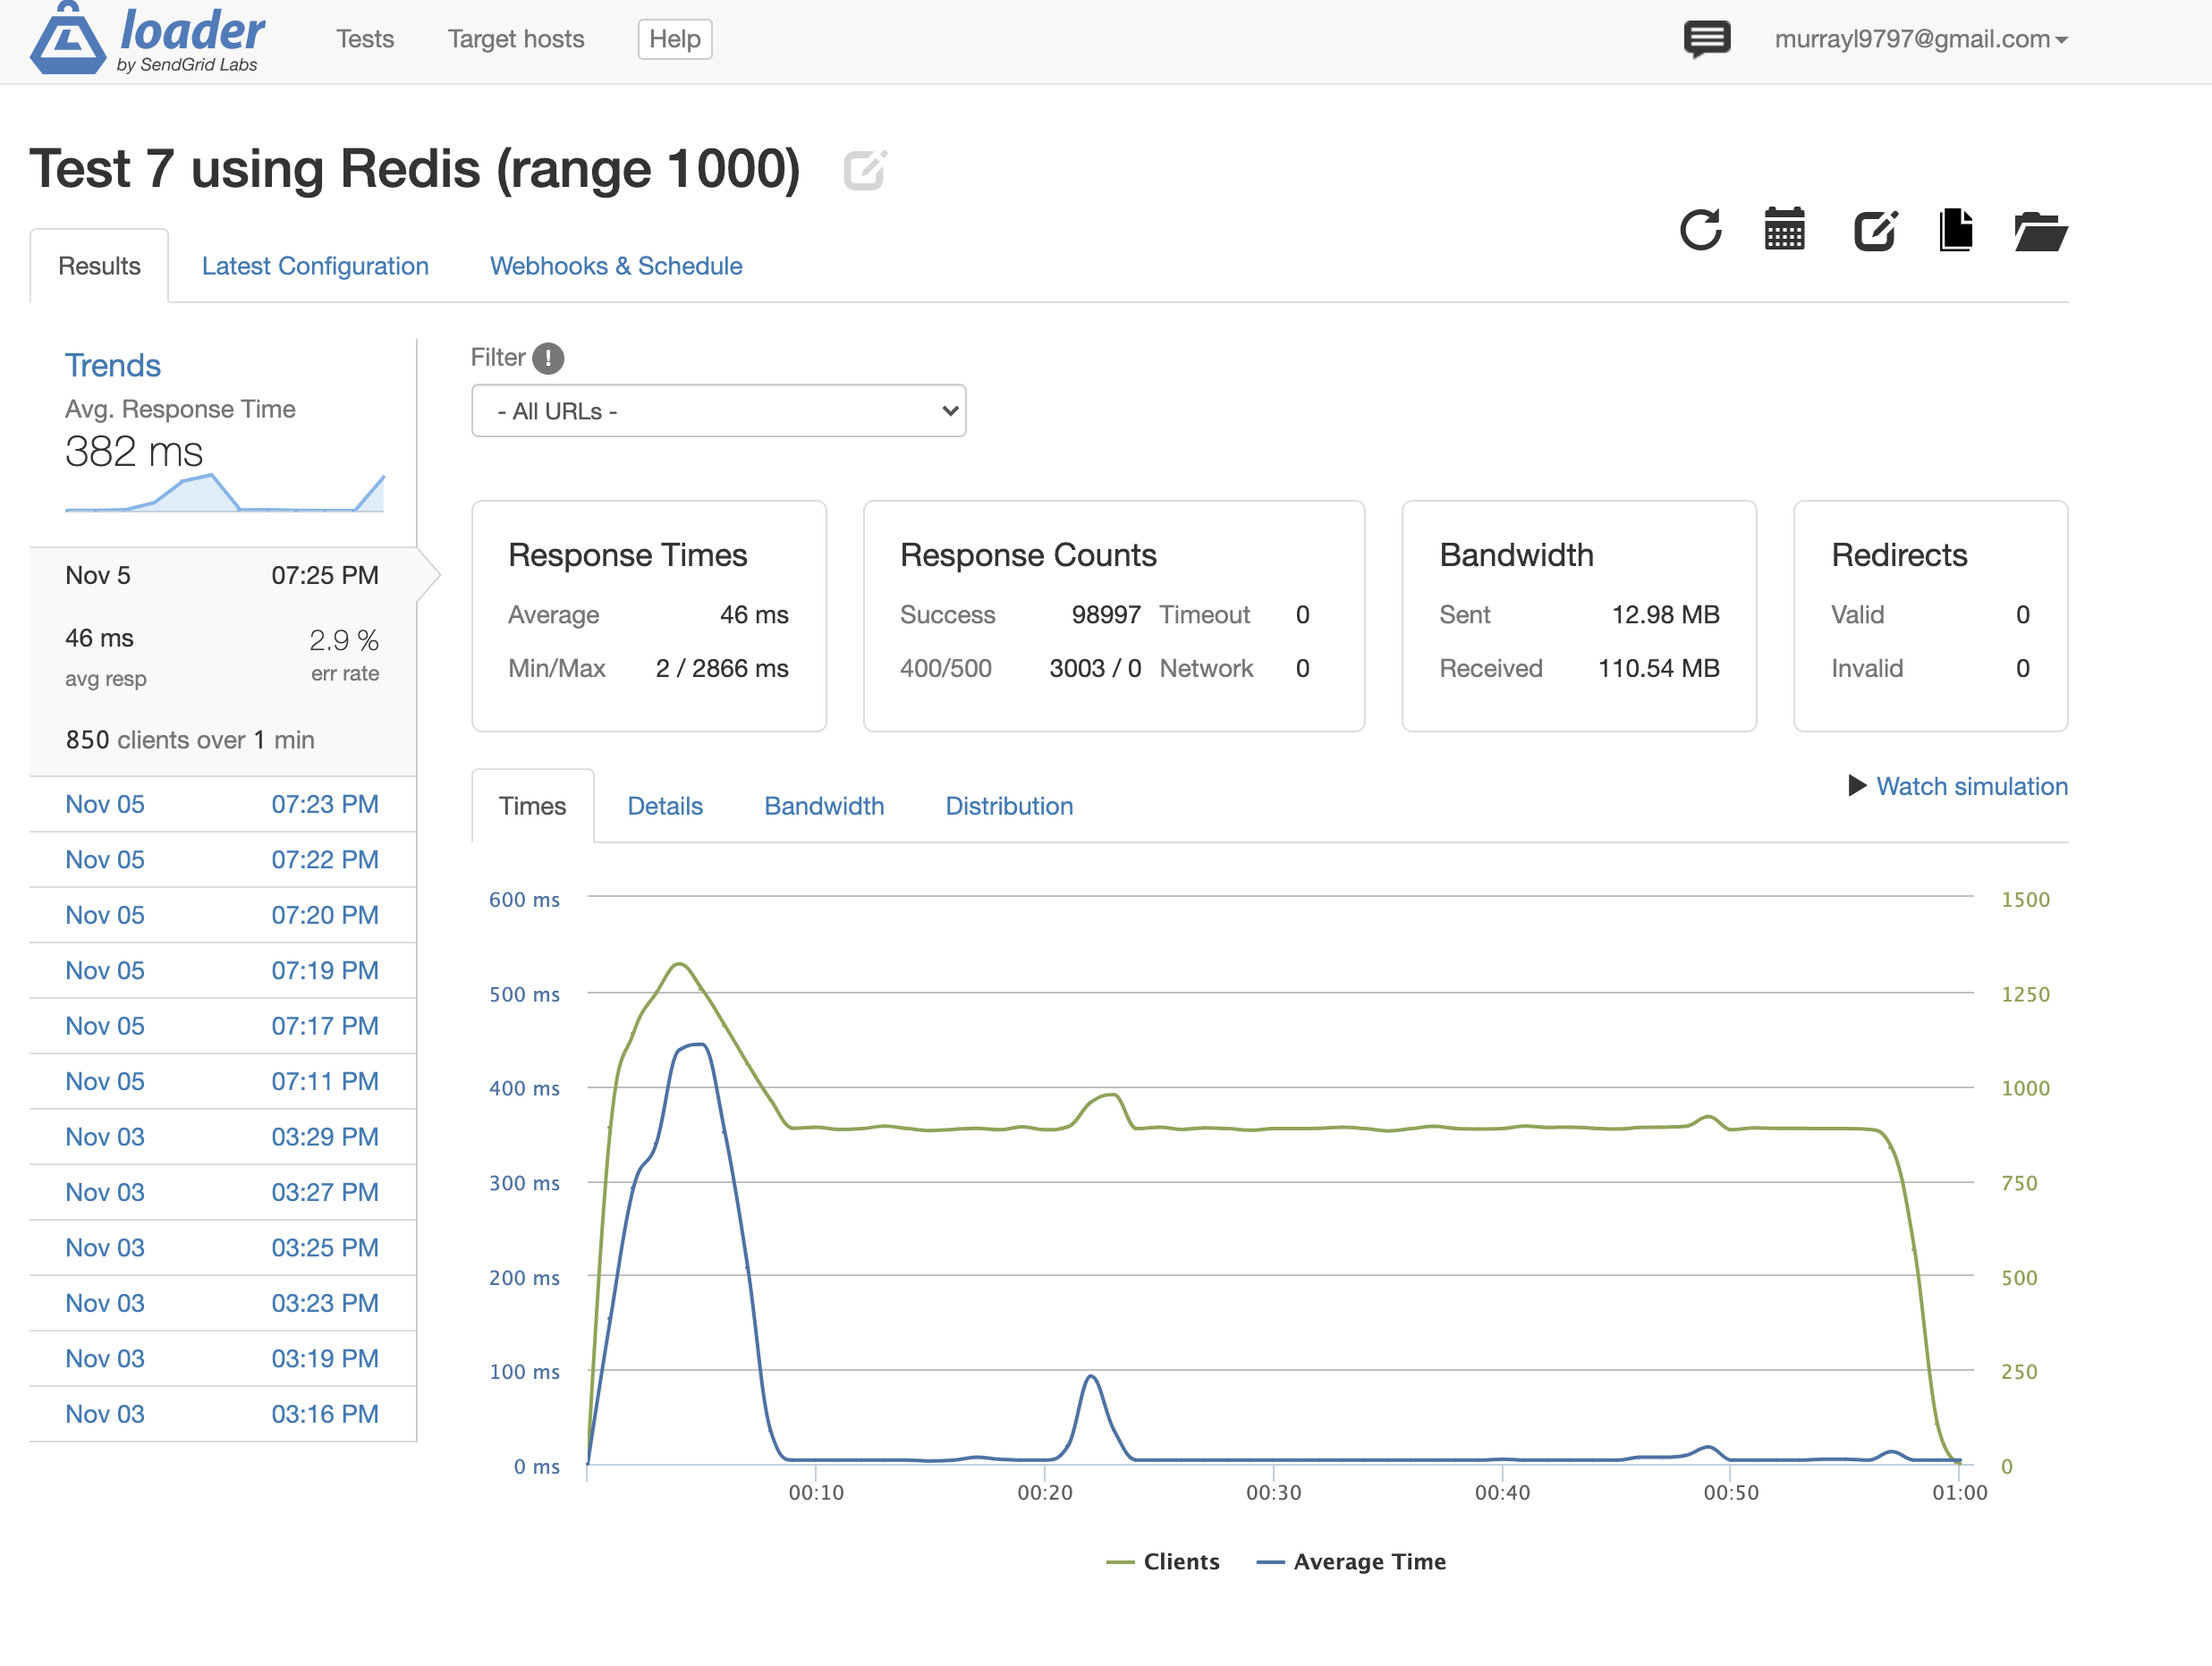 loader
by SendGrid Labs
Tests Target hosts Help
murrayl9797@gmail.com
Test 7 using Redis (range 1000)
Results Latest Configuration Webhooks & Schedule
Trends
Avg. Response Time
382 ms
Nov 5 07:25 PM
46 ms 2.9 %
avg resp err rate
850 clients over 1 min
Nov 05 07:23 PM
Nov 05 07:22 PM
Nov 05 07:20 PM
Nov 05 07:19 PM
Nov 05 07:17 PM
Nov 05 07:11 PM
Nov 03 03:29 PM
Nov 03 03:27 PM
Nov 03 03:25 PM
Nov 03 03:23 PM
Nov 03 03:19 PM
Nov 03 03:16 PM
Filter !
- All URLs -
Response Times
Average 46 ms
Min/Max 2 / 2866 ms
Response Counts
Success 98997 Timeout 0
400/500 3003 / 0 Network 0
Bandwidth
Sent 12.98 MB
Received 110.54 MB
Redirects
Valid 0
Invalid 0
Times Details Bandwidth Distribution
Watch simulation
600 ms 1500
500 ms 1250
400 ms 1000
300 ms 750
200 ms 500
100 ms 250
0 ms 0
00:10 00:20 00:30 00:40 00:50 01:00
Clients Average Time